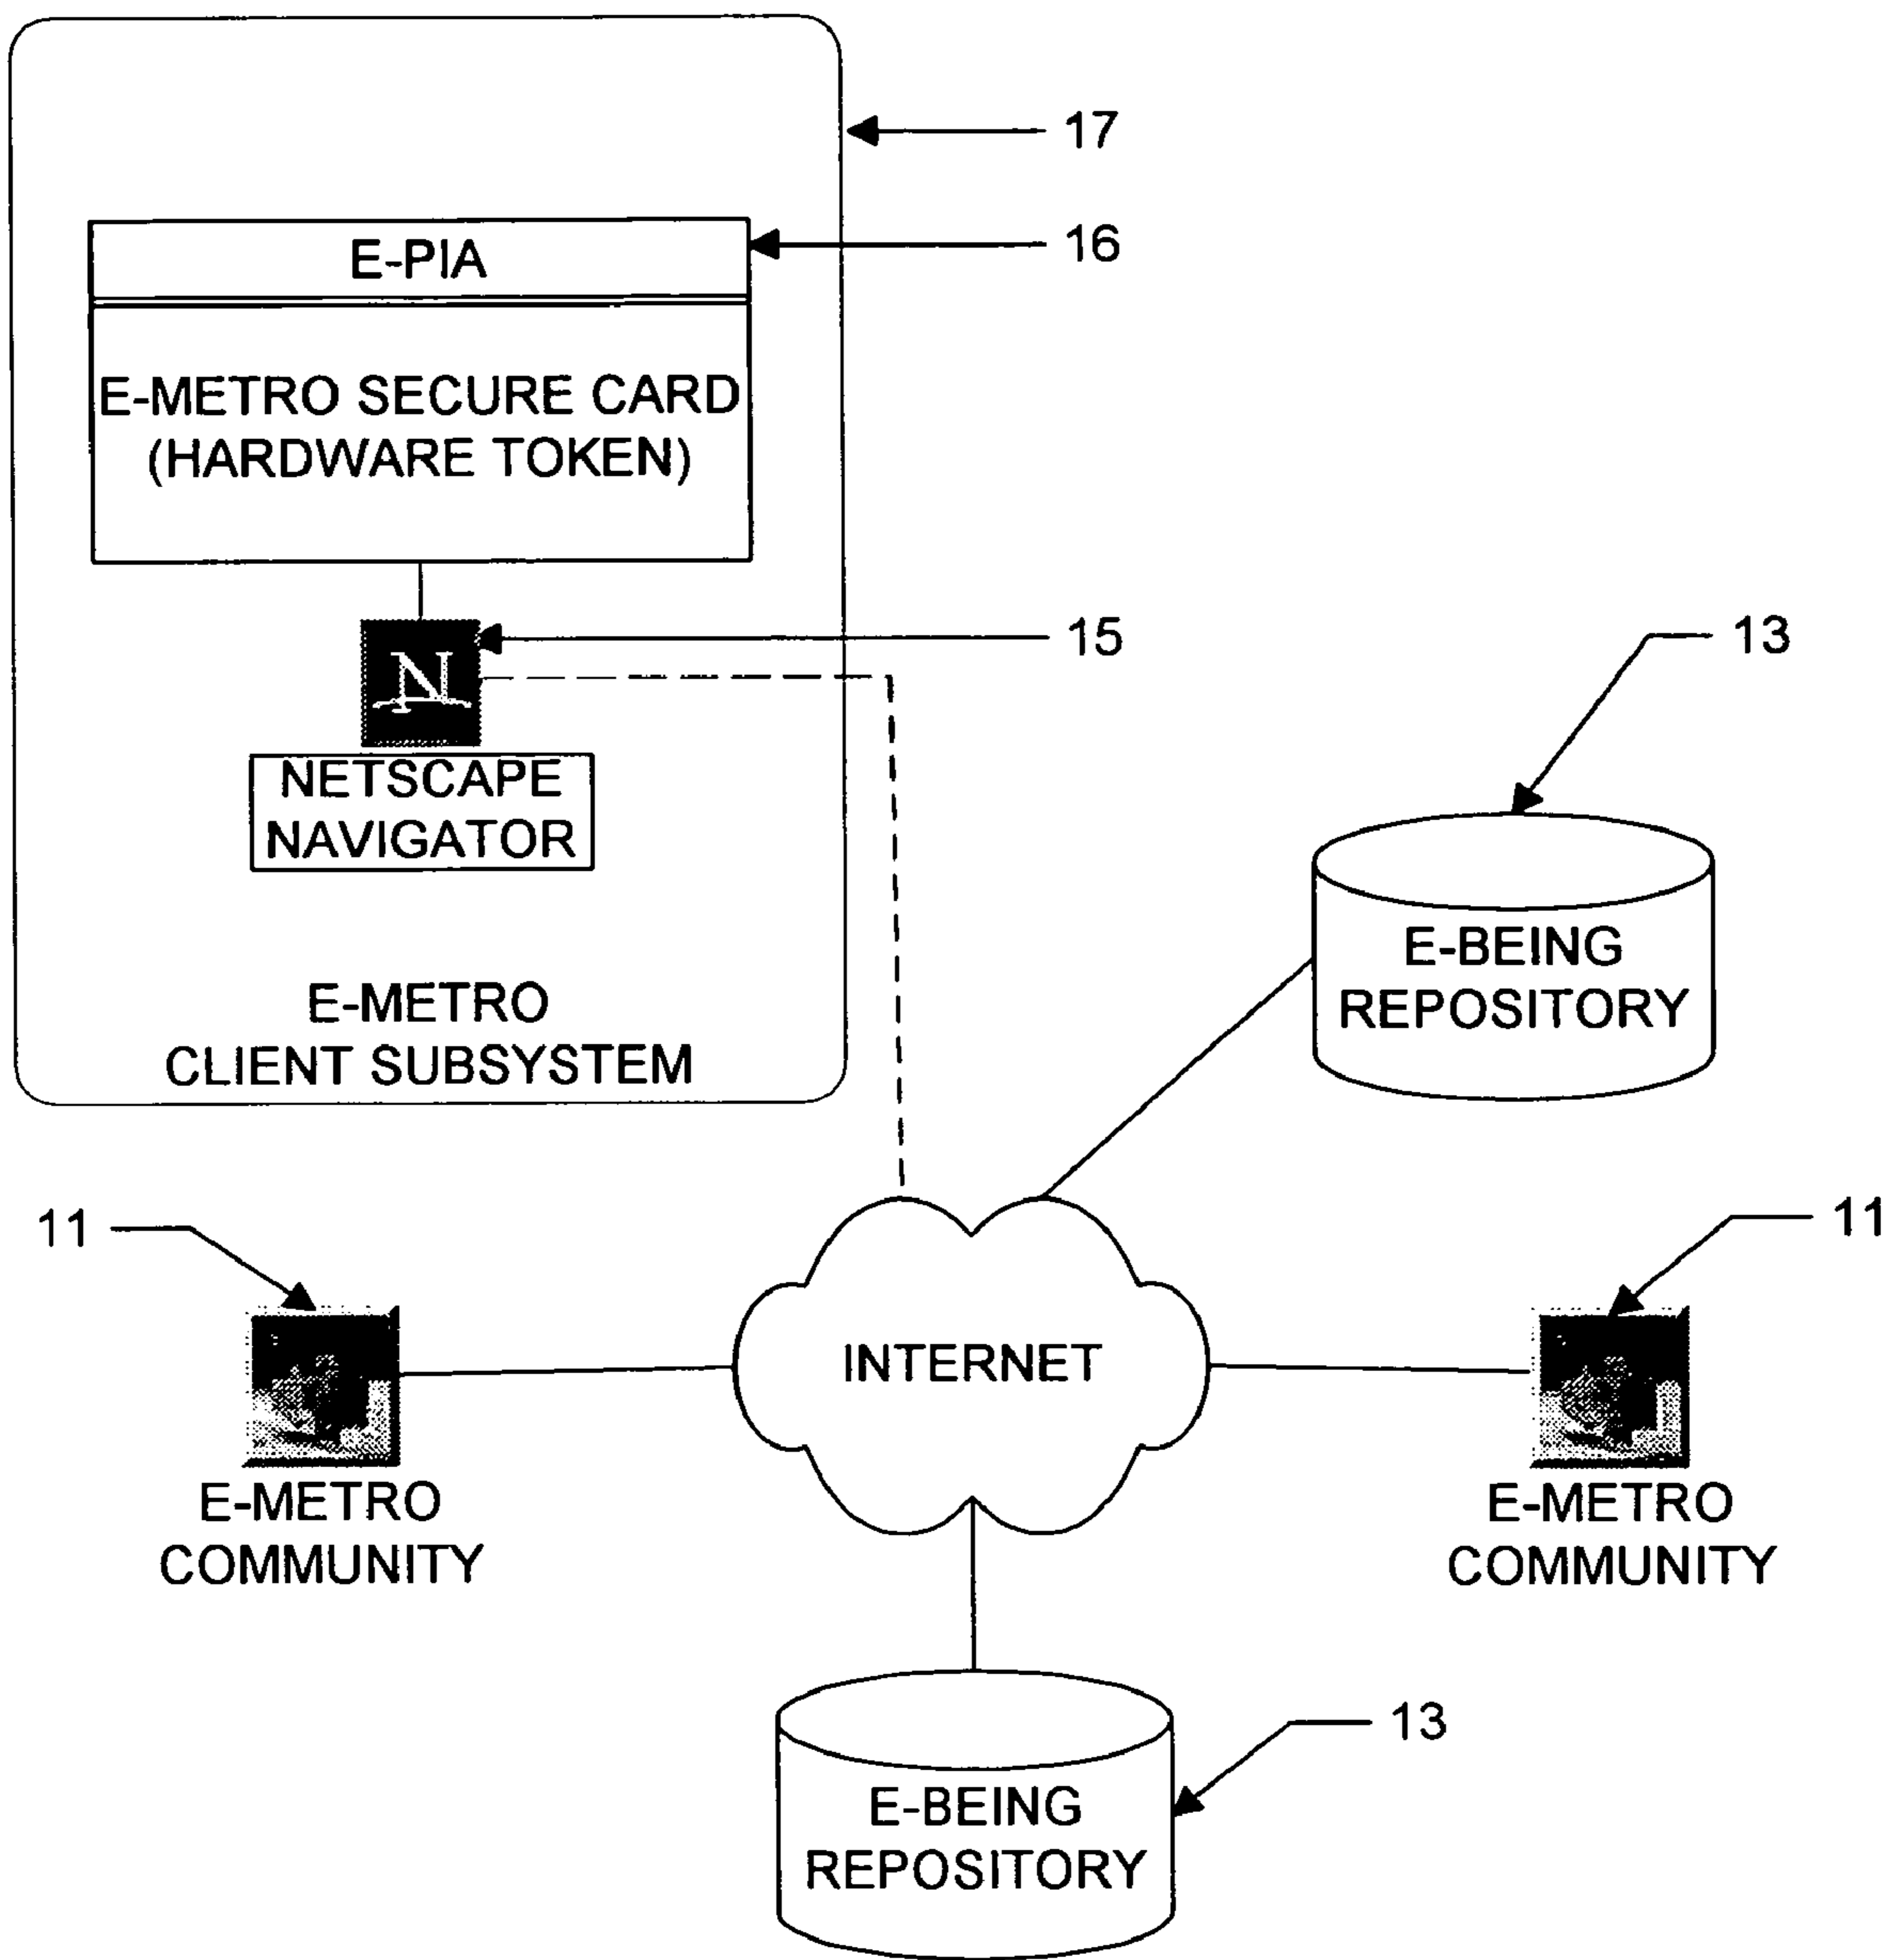 17
E-PIA
16
E-METRO SECURE CARD
(HARDWARE TOKEN)
15
N
13
NETSCAPE
NAVIGATOR
E-BEING
REPOSITORY
E-METRO
CLIENT SUBSYSTEM
11
11
INTERNET
E-METRO
COMMUNITY
E-METRO
COMMUNITY
13
E-BEING
REPOSITORY